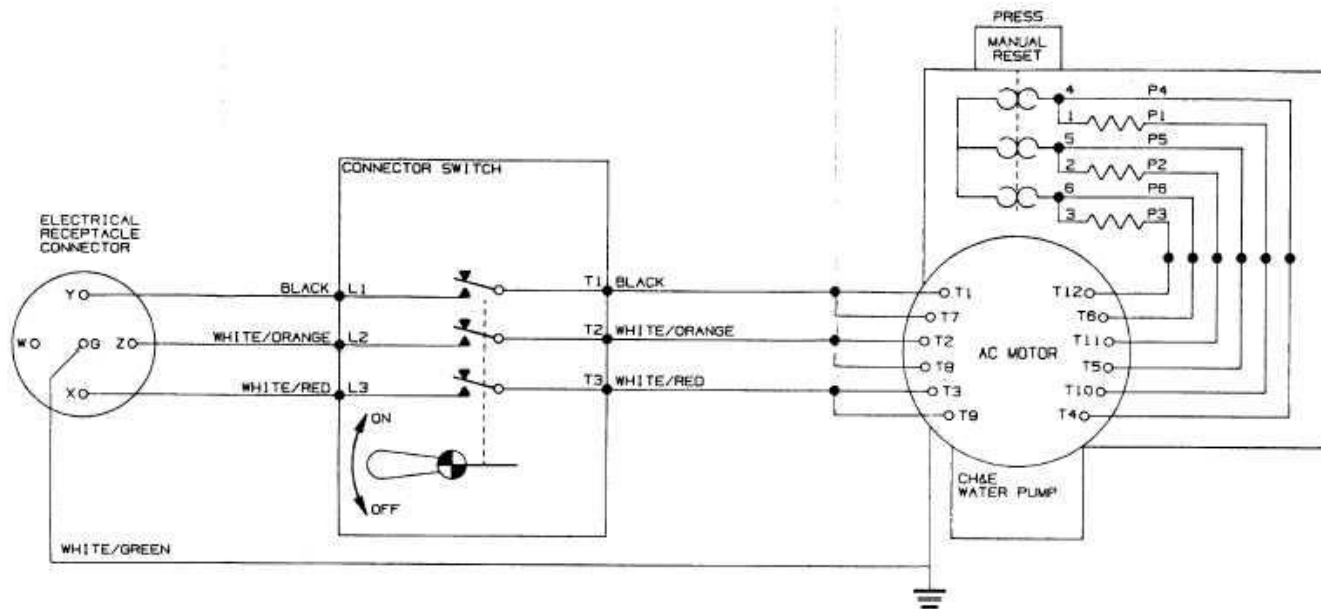 PRESS
MANUAL
RESET
4 P4
1 P1
5 P5
2 P2
6 P6
3 P3
CONNECTOR SWITCH
ELECTRICAL
RECEPTACLE
CONNECTOR
Y BLACK L1 T1 BLACK T1 T12
T7 T6
W G Z WHITE/ORANGE L2 T2 WHITE/ORANGE T2 T11
AC MOTOR
T8 T5
X WHITE/RED L3 T3 WHITE/RED T3 T10
T9 T4
ON
OFF
CH&E
WATER PUMP
WHITE/GREEN